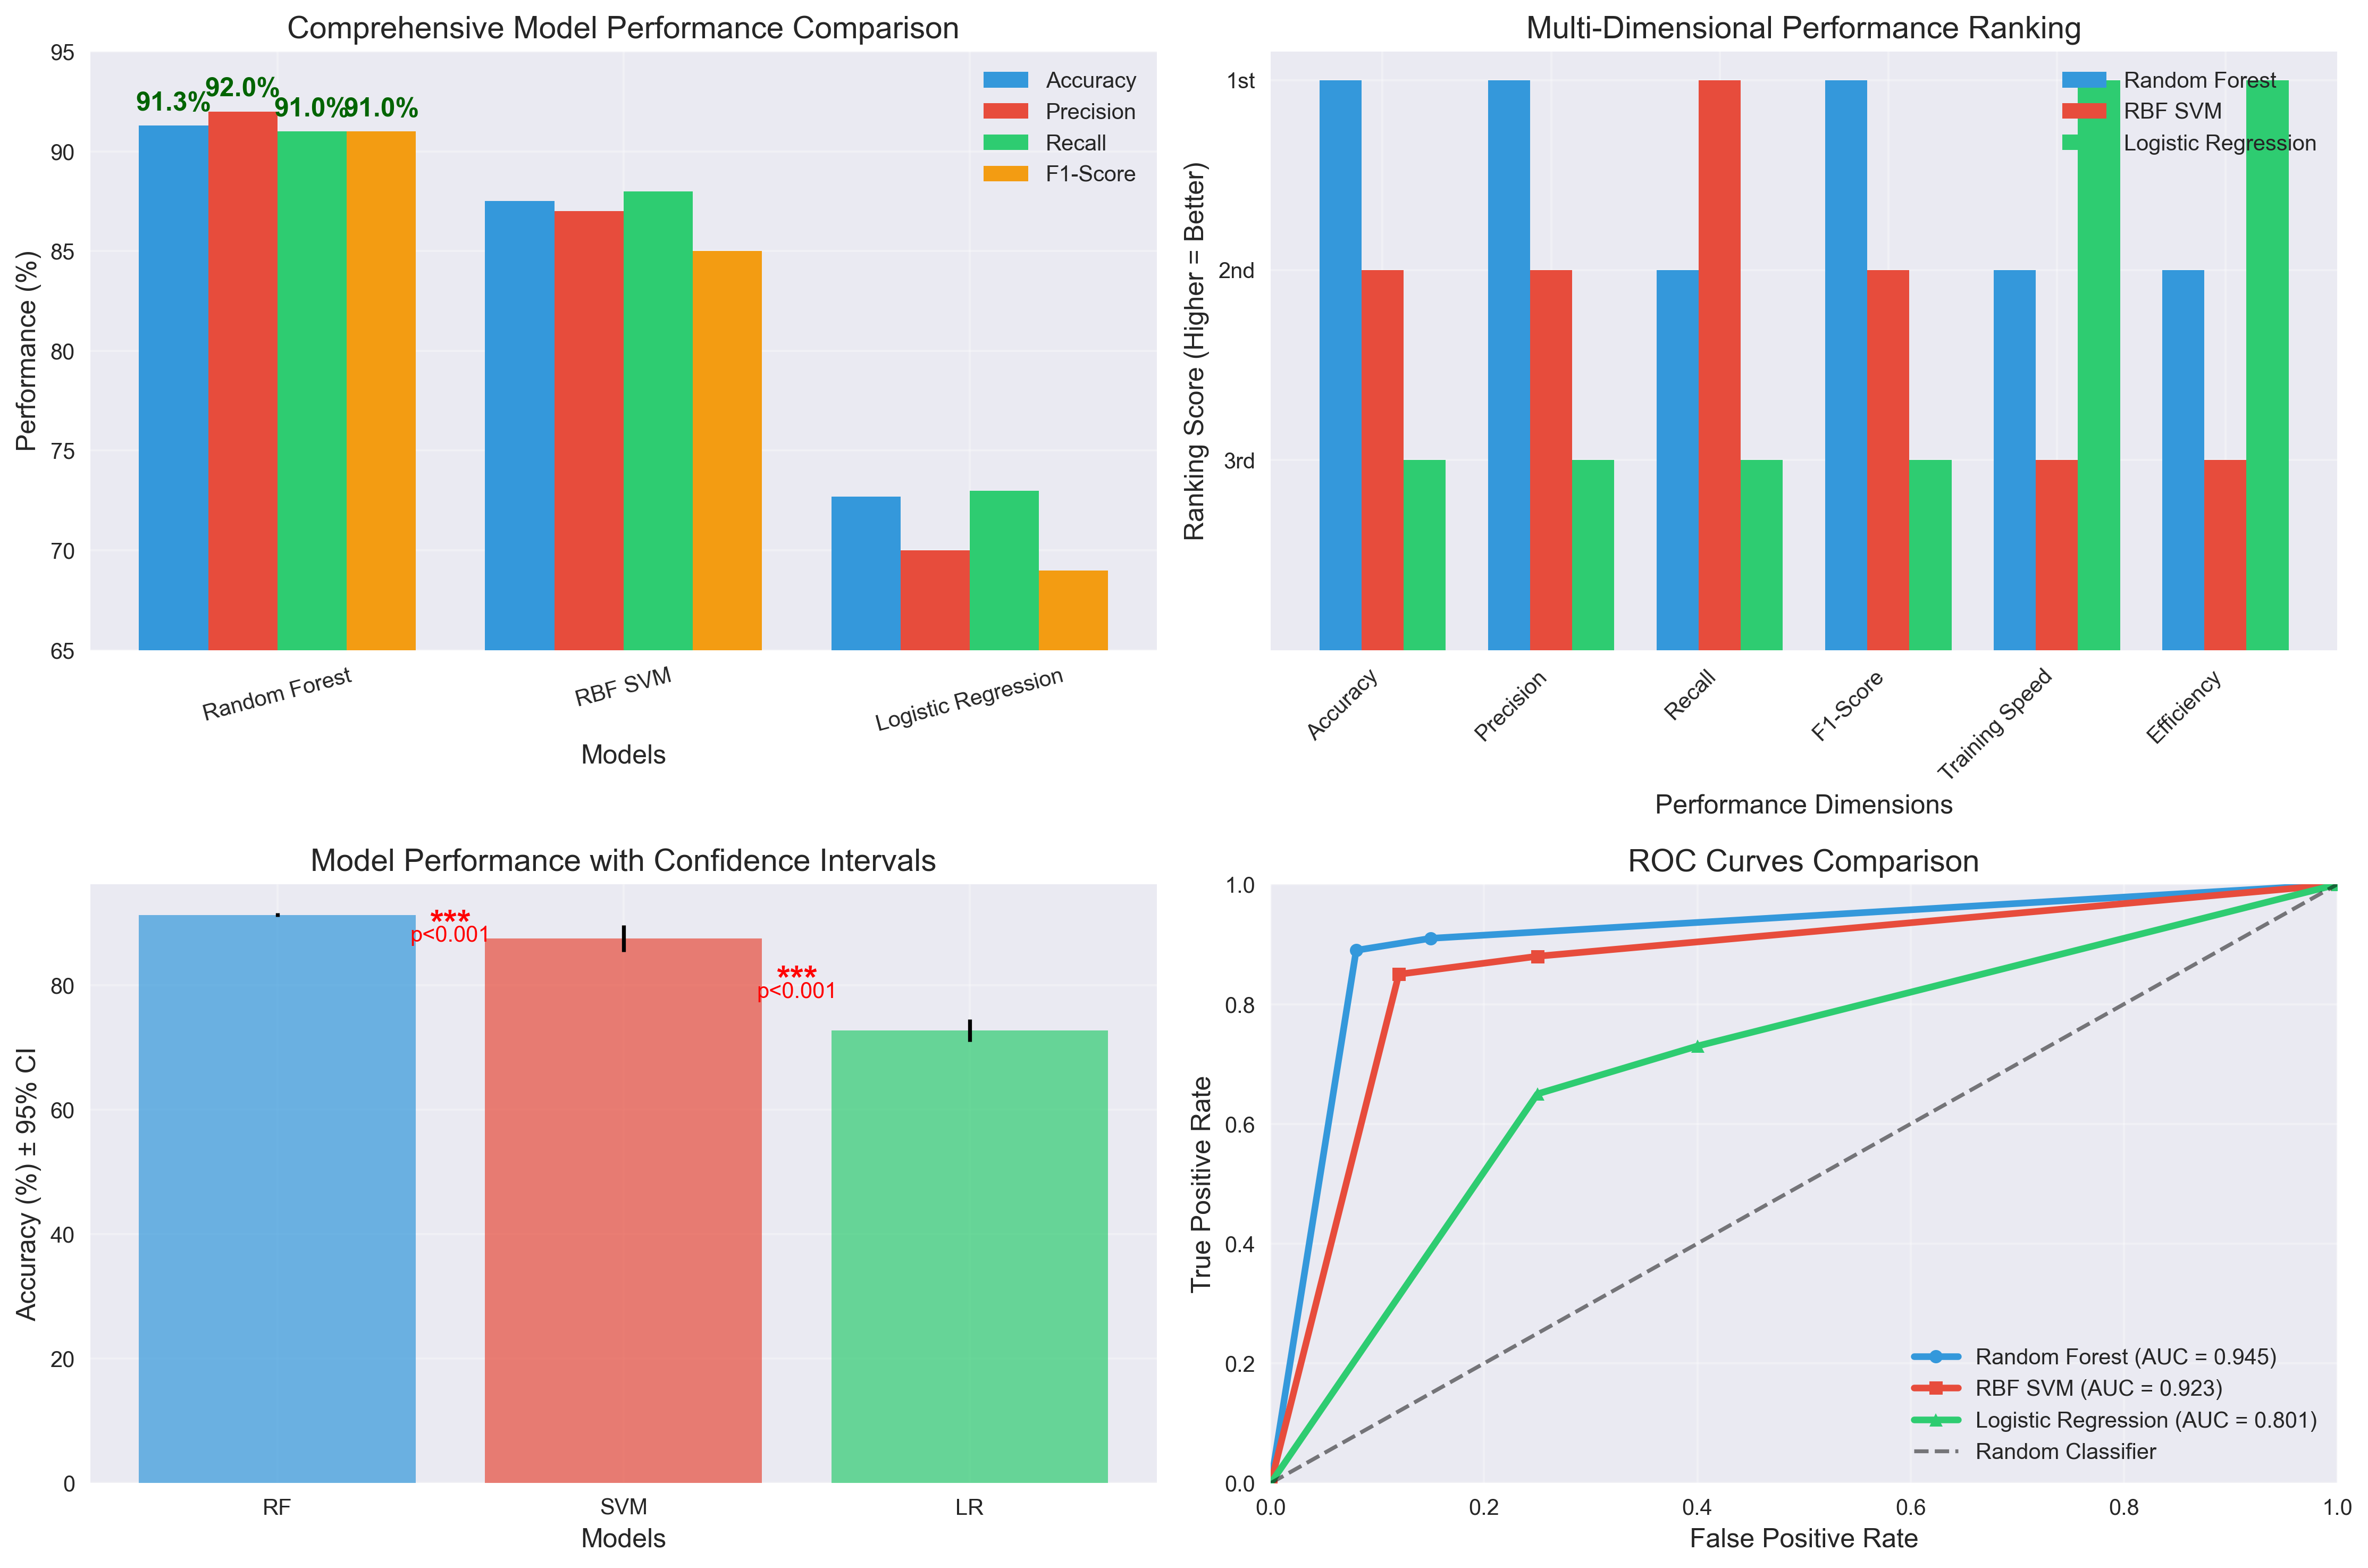 Comprehensive Model Performance Comparison
95
90
85
80
75
70
65
Performance (%)
91.3%
92.0%
91.0%
91.0%
Accuracy
Precision
Recall
F1-Score
Random Forest
RBF SVM
Logistic Regression
Models
Multi-Dimensional Performance Ranking
1st
2nd
3rd
Ranking Score (Higher = Better)
Random Forest
RBF SVM
Logistic Regression
Accuracy
Precision
Recall
F1-Score
Training Speed
Efficiency
Performance Dimensions
Model Performance with Confidence Intervals
80
60
40
20
0
Accuracy (%) ± 95% CI
***
p<0.001
***
p<0.001
RF
SVM
LR
Models
ROC Curves Comparison
1.0
0.8
0.6
0.4
0.2
0.0
True Positive Rate
Random Forest (AUC = 0.945)
RBF SVM (AUC = 0.923)
Logistic Regression (AUC = 0.801)
Random Classifier
0.0
0.2
0.4
0.6
0.8
1.0
False Positive Rate